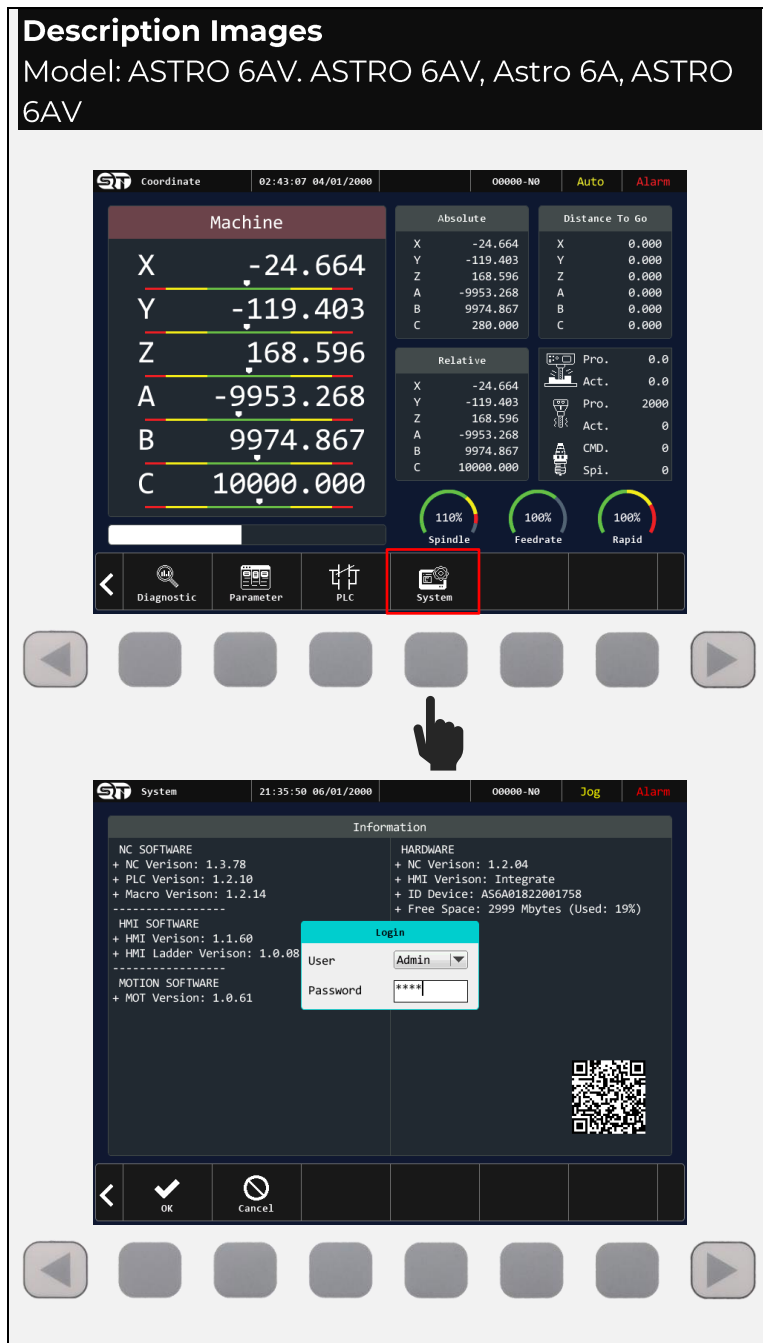 Description Images
Model: ASTRO 6AV. ASTRO 6AV, Astro 6A, ASTRO
6AV
ST Coordinate 02:43:07 04/01/2000 O0000-N0 Auto Alarm
Machine
X -24.664
Y -119.403
Z 168.596
A -9953.268
B 9974.867
C 10000.000
Absolute
X -24.664
Y -119.403
Z 168.596
A -9953.268
B 9974.867
C 280.000
Distance To Go
X 0.000
Y 0.000
Z 0.000
A 0.000
B 0.000
C 0.000
Relative
X -24.664
Y -119.403
Z 168.596
A -9953.268
B 9974.867
C 10000.000
Pro. 0.0
Act. 0.0
Pro. 2000
Act. 0
CMD. 0
Spi. 0
110% 100% 100%
Spindle Feedrate Rapid
Diagnostic Parameter PLC System
ST System 21:35:50 06/01/2000 O0000-N0 Jog Alarm
Information
NC SOFTWARE
+ NC Verison: 1.3.78
+ PLC Verison: 1.2.10
+ Macro Verison: 1.2.14
-----------------
HMI SOFTWARE
+ HMI Verison: 1.1.60
+ HMI Ladder Verison: 1.0.08
-----------------
MOTION SOFTWARE
+ MOT Version: 1.0.61
HARDWARE
+ NC Verison: 1.2.04
+ HMI Verison: Integrate
+ ID Device: AS6A01822001758
+ Free Space: 2999 Mbytes (Used: 19%)
Login
User Admin
Password ****
OK Cancel